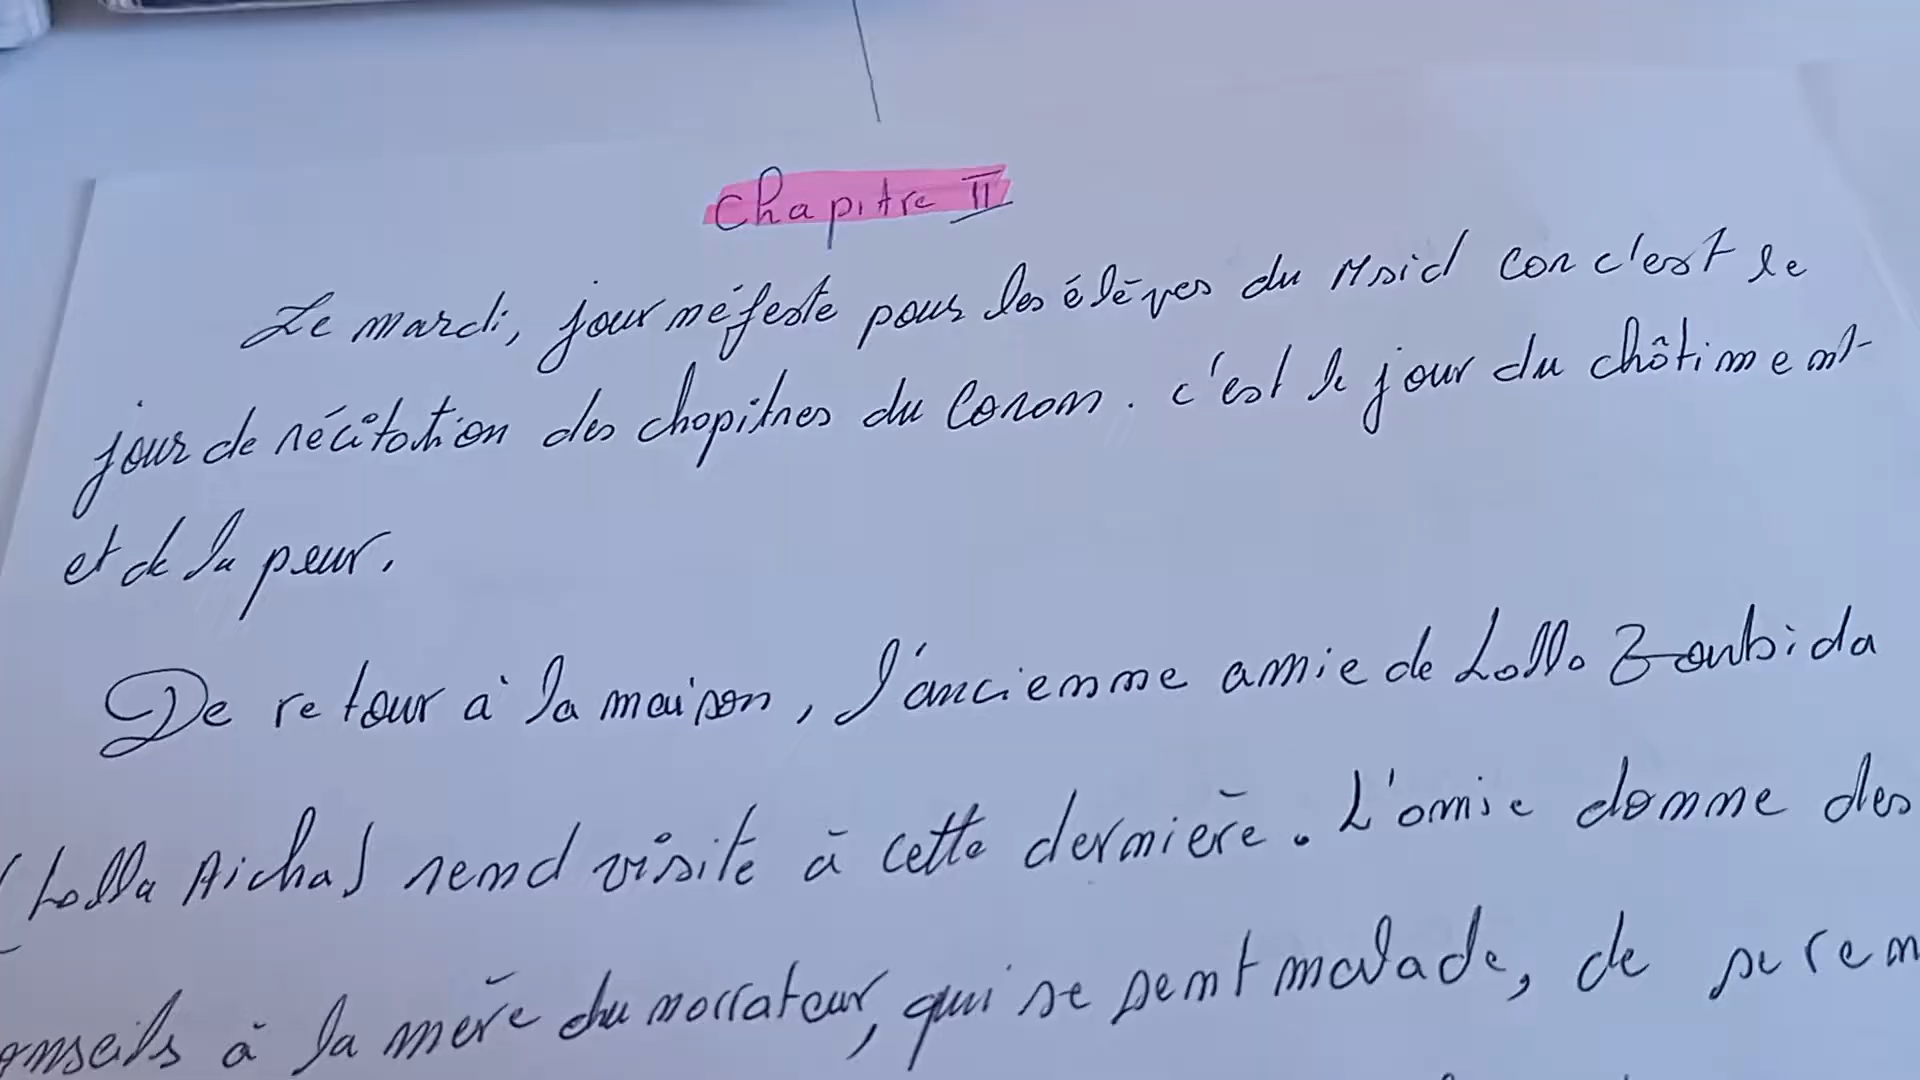 Chapitre II
Le mardi, jour néfaste pour les élèves du Msid car c'est le
jour de récitation des chapitres du Coran. c'est le jour du châtiment
et de la peur.
De retour à la maison, l'ancienne amie de Lalla Zoubida
(Lalla Aicha) rend visite à cette dernière. L'amie donne des
conseils à la mère du narrateur, qui se sent malade, de se ren